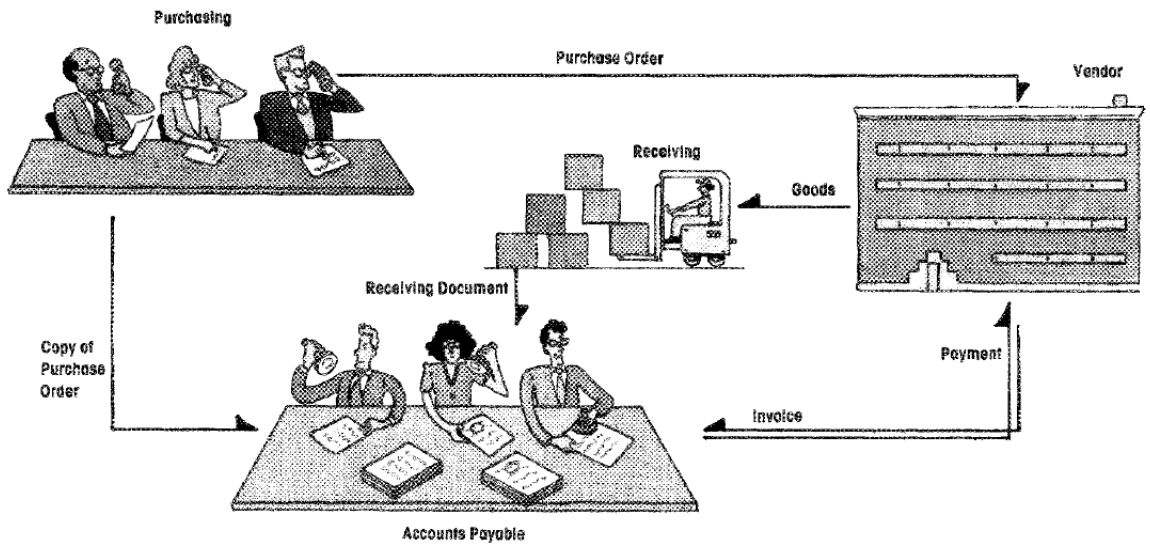 Purchasing
Purchase Order
Vendor
Receiving
Goods
Receiving Document
Copy of
Purchase
Order
Payment
Invoice
Accounts Payable